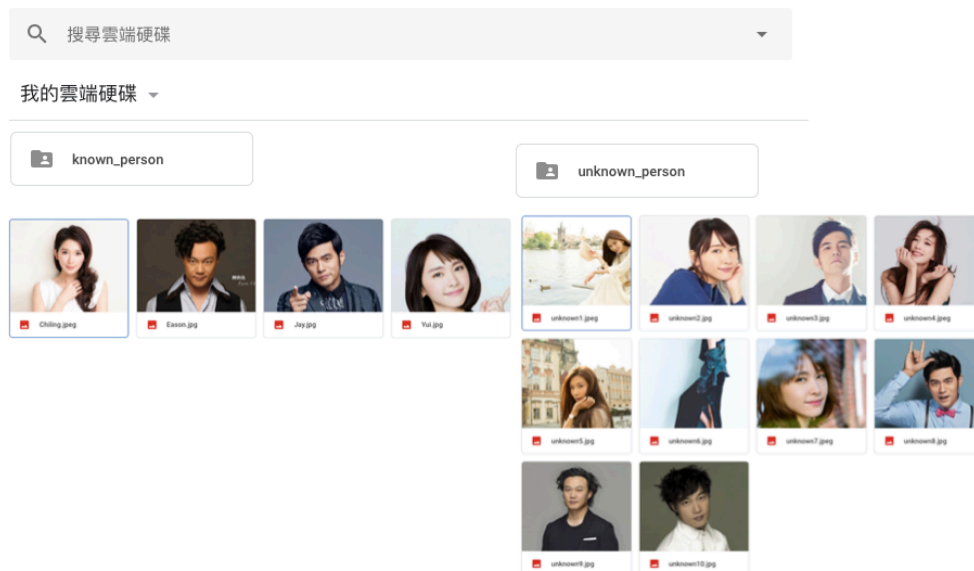 搜尋雲端硬碟
我的雲端硬碟
known_person
unknown_person
Chiling.jpeg
Eason.jpg
Jay.jpg
Yui.jpg
unknown1.jpeg
unknown2.jpg
unknown3.jpg
unknown4.jpeg
unknown5.jpg
unknown6.jpg
unknown7.jpeg
unknown8.jpg
unknown9.jpg
unknown10.jpg